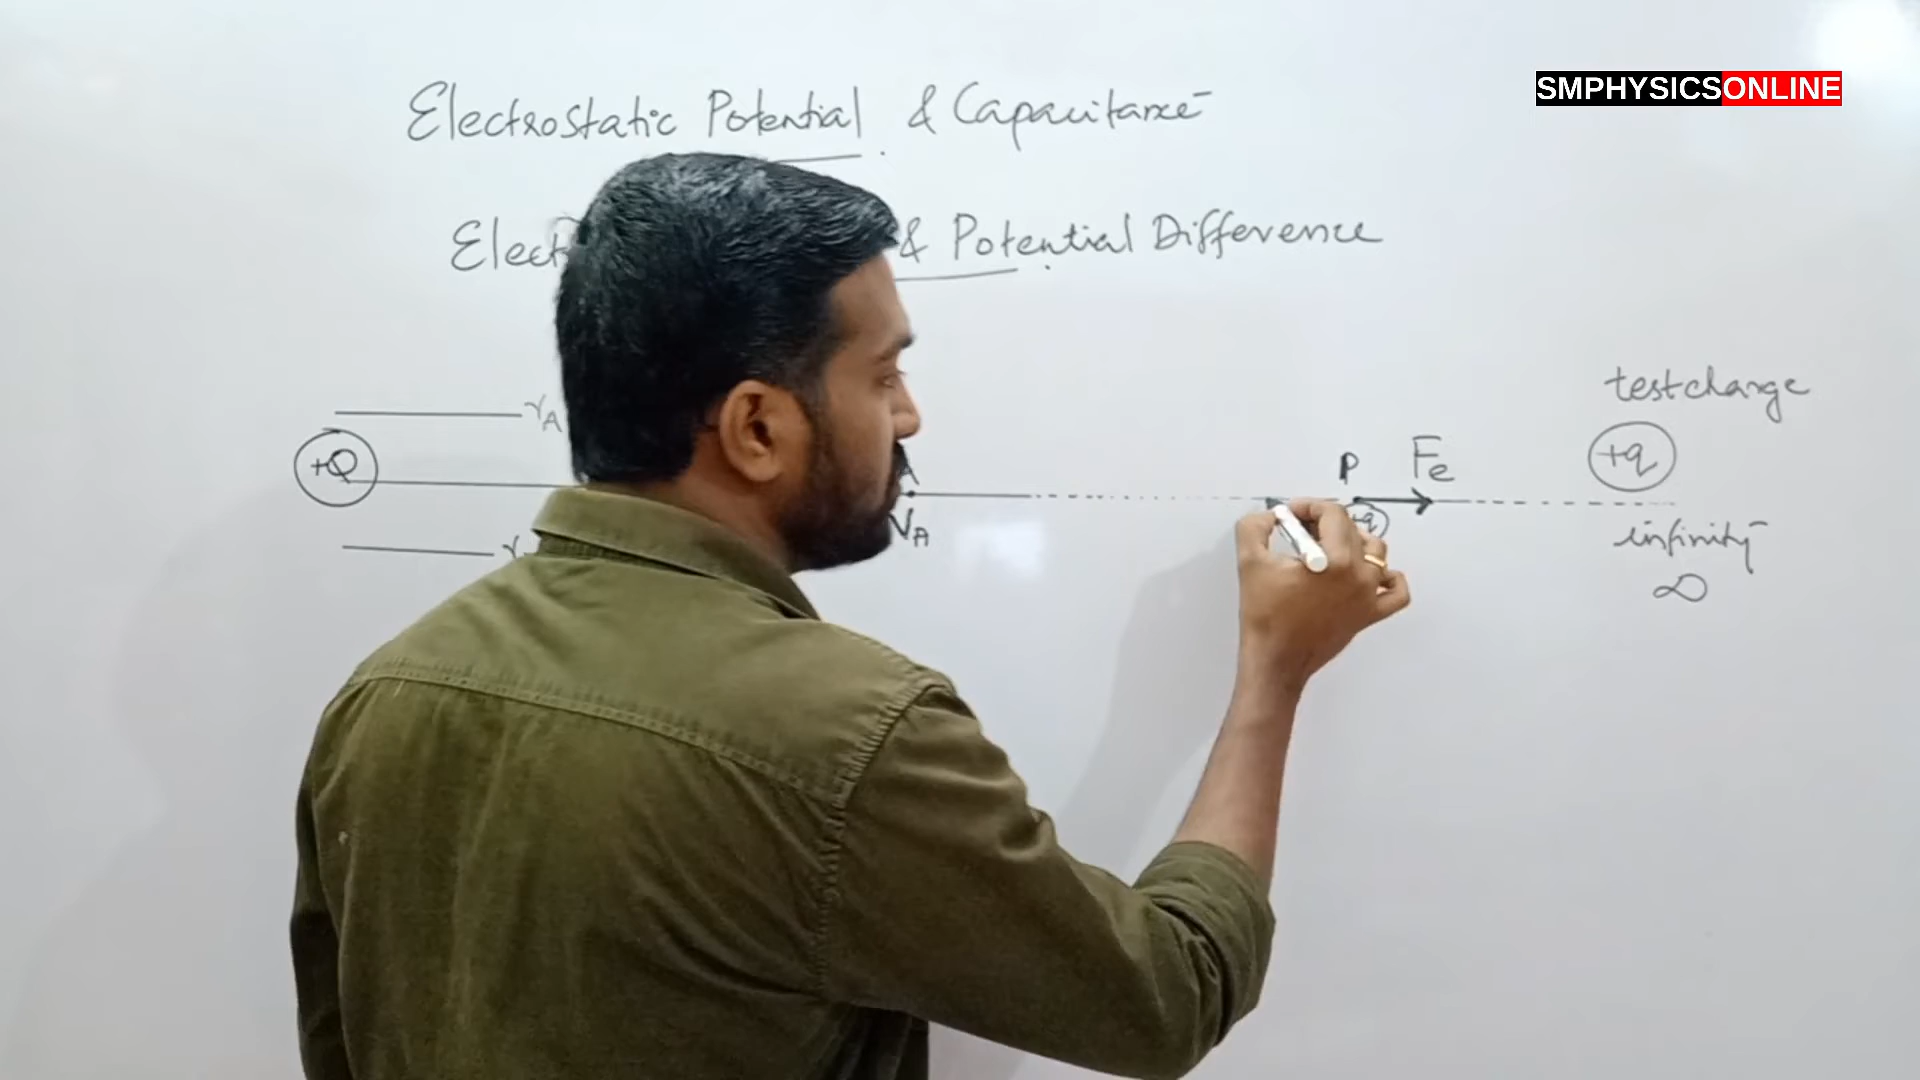 SMPHYSICSONLINE
Electrostatic Potential & Capacitance
& Potential Difference
testcharge
+q
rA
+Q
P
Fe
A
VA
+q
infinity
∞